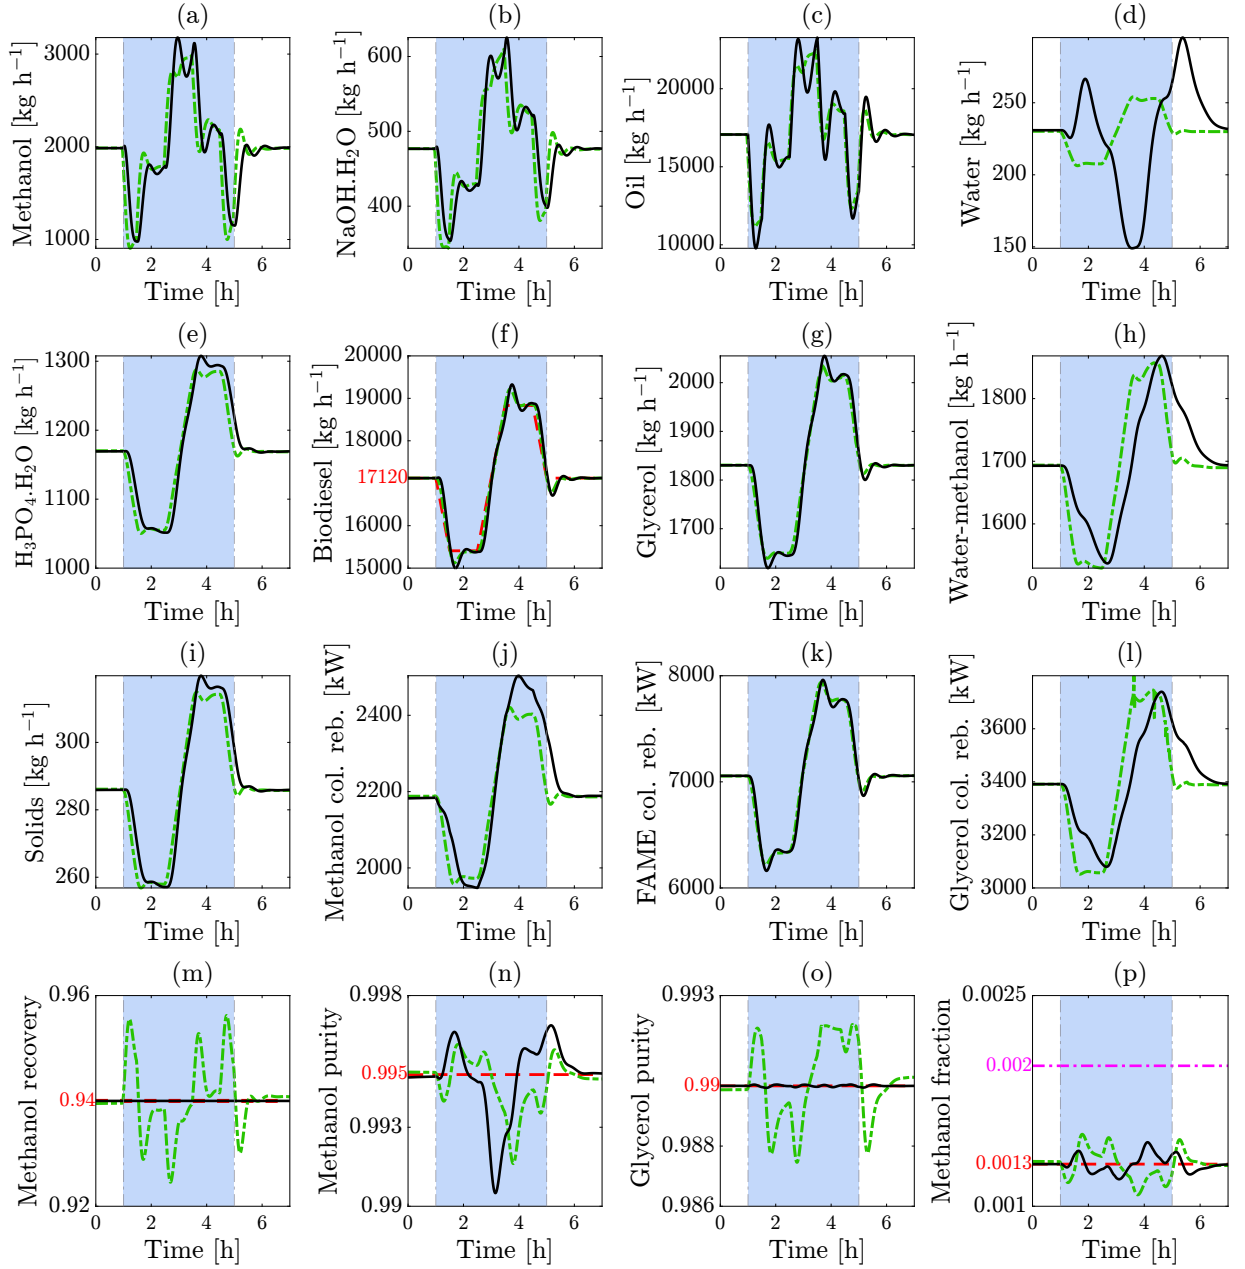 (a)
Methanol [kg h⁻¹]
3000
2000
1000
0 2 4 6
Time [h]
(b)
NaOH.H₂O [kg h⁻¹]
600
500
400
0 2 4 6
Time [h]
(c)
Oil [kg h⁻¹]
20000
15000
10000
0 2 4 6
Time [h]
(d)
Water [kg h⁻¹]
250
200
150
0 2 4 6
Time [h]
(e)
H₃PO₄.H₂O [kg h⁻¹]
1300
1200
1100
1000
0 2 4 6
Time [h]
(f)
Biodiesel [kg h⁻¹]
20000
19000
18000
17120
16000
15000
0 2 4 6
Time [h]
(g)
Glycerol [kg h⁻¹]
2000
1900
1800
1700
0 2 4 6
Time [h]
(h)
Water-methanol [kg h⁻¹]
1800
1700
1600
0 2 4 6
Time [h]
(i)
Solids [kg h⁻¹]
300
280
260
0 2 4 6
Time [h]
(j)
Methanol col. reb. [kW]
2400
2200
2000
0 2 4 6
Time [h]
(k)
FAME col. reb. [kW]
8000
7000
6000
0 2 4 6
Time [h]
(l)
Glycerol col. reb. [kW]
3600
3400
3200
3000
0 2 4 6
Time [h]
(m)
Methanol recovery
0.96
0.94
0.92
0 2 4 6
Time [h]
(n)
Methanol purity
0.998
0.995
0.993
0.99
0 2 4 6
Time [h]
(o)
Glycerol purity
0.993
0.99
0.988
0.986
0 2 4 6
Time [h]
(p)
Methanol fraction
0.0025
0.002
0.0013
0.001
0 2 4 6
Time [h]